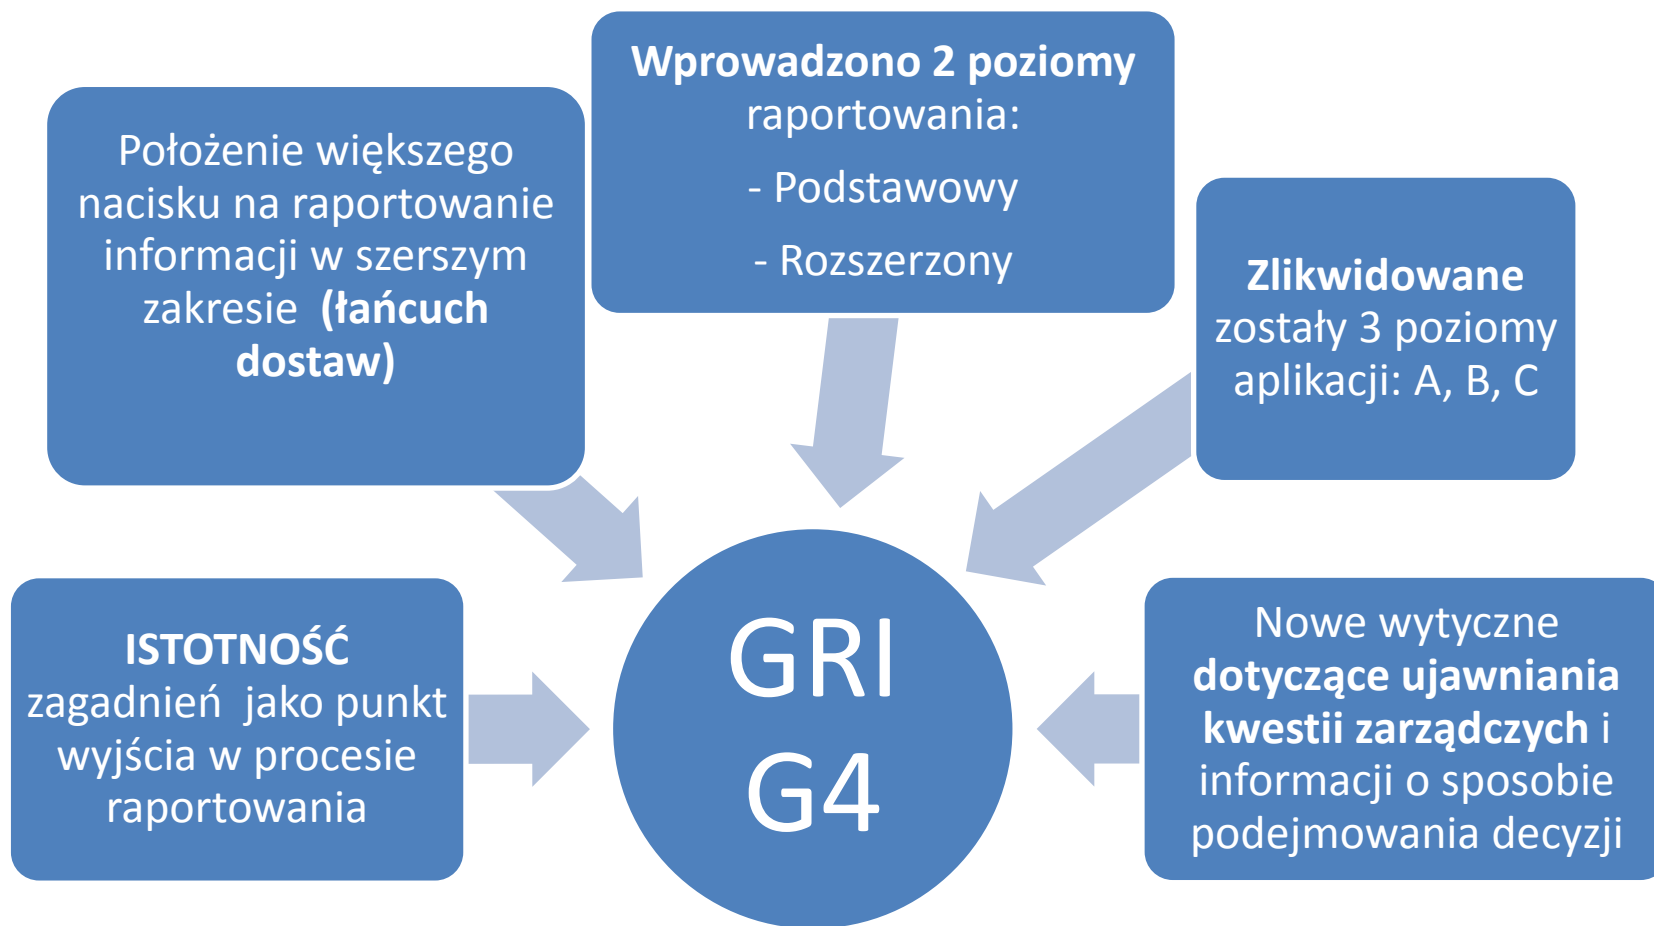 Wprowadzono 2 poziomy
raportowania:
- Podstawowy
- Rozszerzony
Położenie większego
nacisku na raportowanie
informacji w szerszym
zakresie (łańcuch
dostaw)
Zlikwidowane
zostały 3 poziomy
aplikacji: A, B, C
ISTOTNOŚĆ
zagadnień jako punkt
wyjścia w procesie
raportowania
GRI
G4
Nowe wytyczne
dotyczące ujawniania
kwestii zarządczych i
informacji o sposobie
podejmowania decyzji